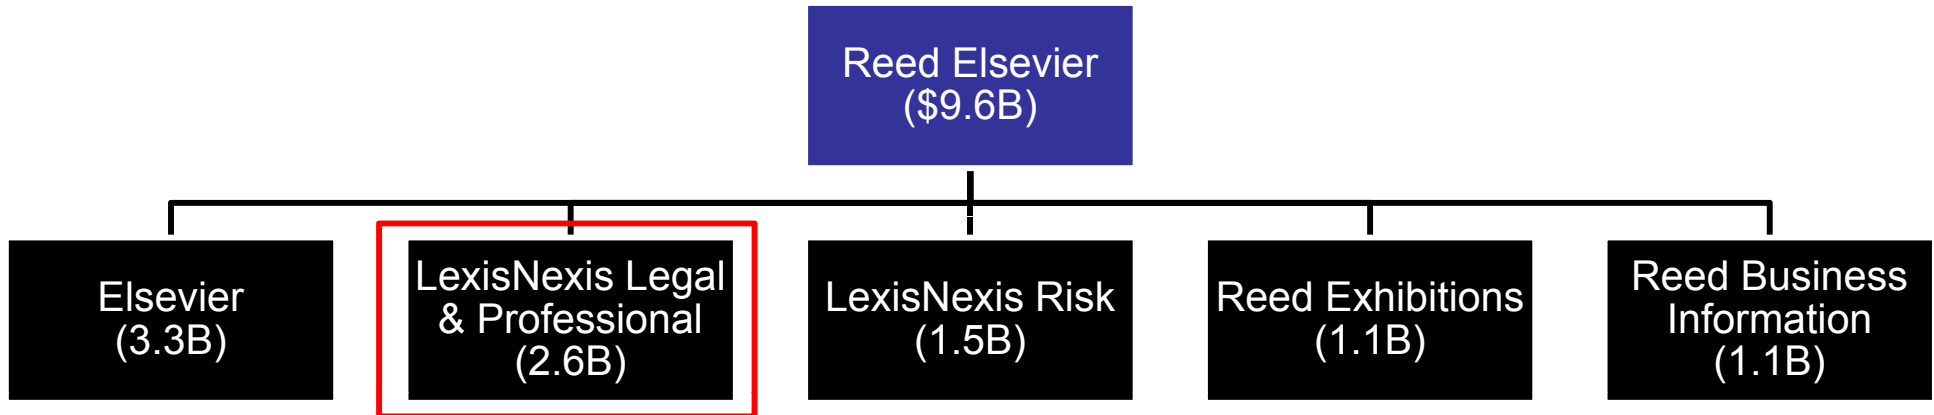 Reed Elsevier
($9.6B)
Elsevier
(3.3B)
LexisNexis Legal
& Professional
(2.6B)
LexisNexis Risk
(1.5B)
Reed Exhibitions
(1.1B)
Reed Business
Information
(1.1B)